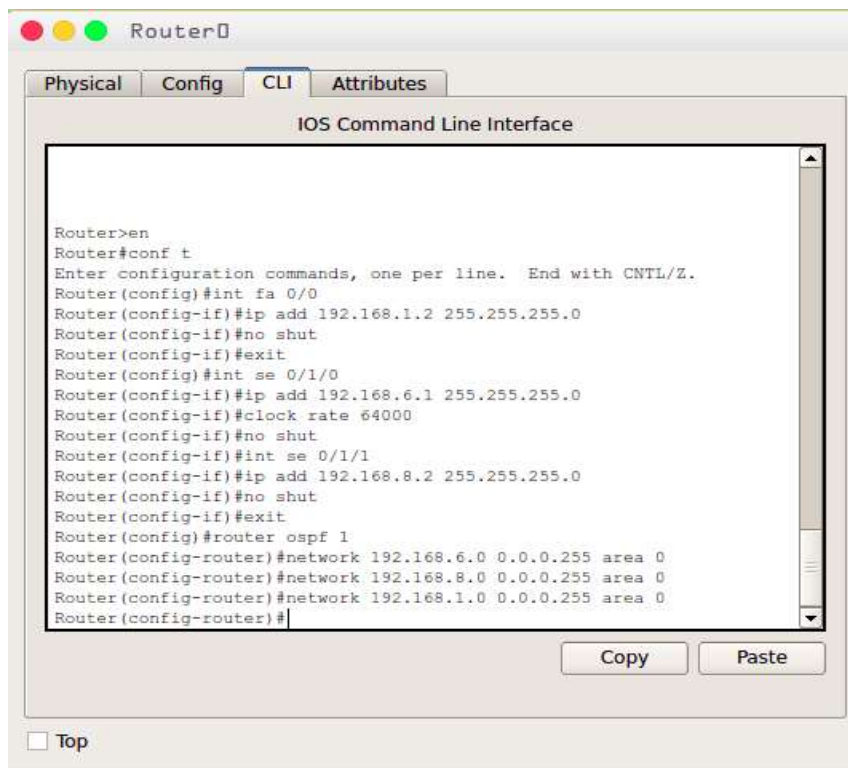 Router0
Physical Config CLI Attributes
IOS Command Line Interface
Router>en
Router#conf t
Enter configuration commands, one per line.  End with CNTL/Z.
Router(config)#int fa 0/0
Router(config-if)#ip add 192.168.1.2 255.255.255.0
Router(config-if)#no shut
Router(config-if)#exit
Router(config)#int se 0/1/0
Router(config-if)#ip add 192.168.6.1 255.255.255.0
Router(config-if)#clock rate 64000
Router(config-if)#no shut
Router(config-if)#int se 0/1/1
Router(config-if)#ip add 192.168.8.2 255.255.255.0
Router(config-if)#no shut
Router(config-if)#exit
Router(config)#router ospf 1
Router(config-router)#network 192.168.6.0 0.0.0.255 area 0
Router(config-router)#network 192.168.8.0 0.0.0.255 area 0
Router(config-router)#network 192.168.1.0 0.0.0.255 area 0
Router(config-router)#
Copy Paste
Top